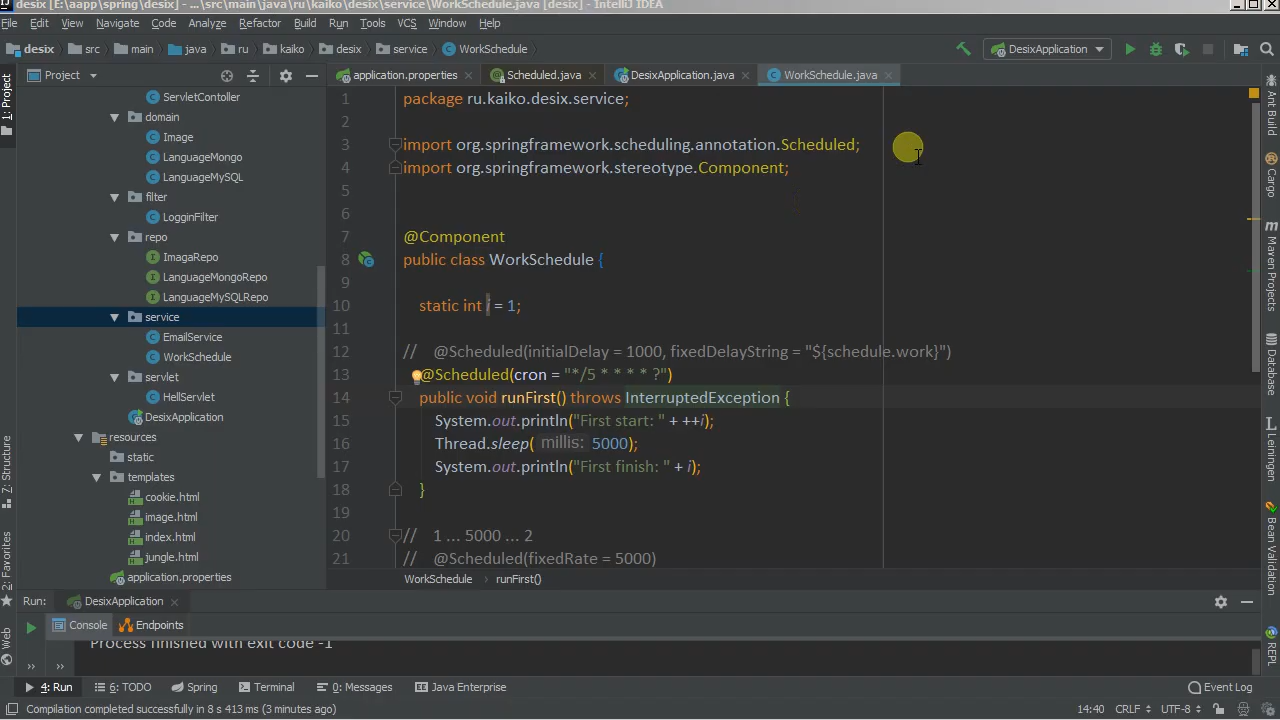 desix [E:\aapp\spring\desix] - ...\src\main\java\ru\kaiko\desix\service\WorkSchedule.java [desix] - IntelliJ IDEA
File Edit View Navigate Code Analyze Refactor Build Run Tools VCS Window Help
desix src main java ru kaiko desix service WorkSchedule DesixApplication
Project application.properties Scheduled.java DesixApplication.java WorkSchedule.java
1: Project
7: Structure
2: Favorites
Web
ServletContoller
domain
Image
LanguageMongo
LanguageMySQL
filter
LogginFilter
repo
ImagaRepo
LanguageMongoRepo
LanguageMySQLRepo
service
EmailService
WorkSchedule
servlet
HellServlet
DesixApplication
resources
static
templates
cookie.html
image.html
index.html
jungle.html
application.properties
1 package ru.kaiko.desix.service;
2
3 import org.springframework.scheduling.annotation.Scheduled;
4 import org.springframework.stereotype.Component;
5
6
7 @Component
8 public class WorkSchedule {
9
10 static int i = 1;
11
12 // @Scheduled(initialDelay = 1000, fixedDelayString = "${schedule.work}")
13 @Scheduled(cron = "*/5 * * * * ?")
14 public void runFirst() throws InterruptedException {
15 System.out.println("First start: " + ++i);
16 Thread.sleep( millis: 5000);
17 System.out.println("First finish: " + i);
18 }
19
20 // 1 ... 5000 ... 2
21 // @Scheduled(fixedRate = 5000)
WorkSchedule runFirst()
Ant Build
Cargo
Maven Projects
Database
Leiningen
Bean Validation
REPL
Run: DesixApplication
Console Endpoints
Process finished with exit code -1
4: Run 6: TODO Spring Terminal 0: Messages Java Enterprise Event Log
Compilation completed successfully in 8 s 413 ms (3 minutes ago) 14:40 CRLF UTF-8